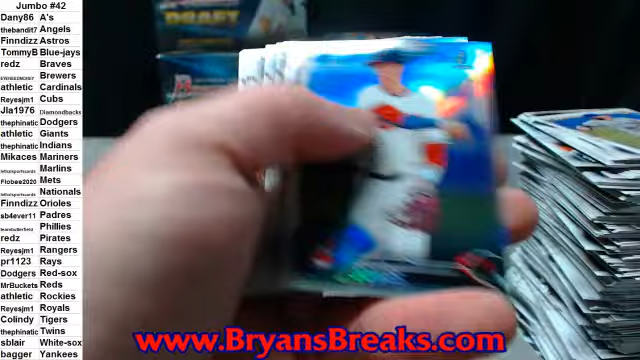 Jumbo #42
Dany86 A's
thebandit7 Angels
Finndizz Astros
TommyB Blue-jays
redz Braves
Brewers
athletic Cardinals
Reyesjm1 Cubs
Jla1976 Diamondbacks
thephinatic Dodgers
athletic Giants
thephinatic Indians
Mikaces Mariners
Marlins
Flobee2020 Mets
Nationals
Finndizz Orioles
sb4ever11 Padres
Phillies
redz Pirates
Reyesjm1 Rangers
pr1123 Rays
Dodgers Red-sox
MrBuckets Reds
athletic Rockies
Reyesjm1 Royals
Colindy Tigers
thephinatic Twins
sblair White-sox
bagger Yankees
DRAFT
www.BryansBreaks.com